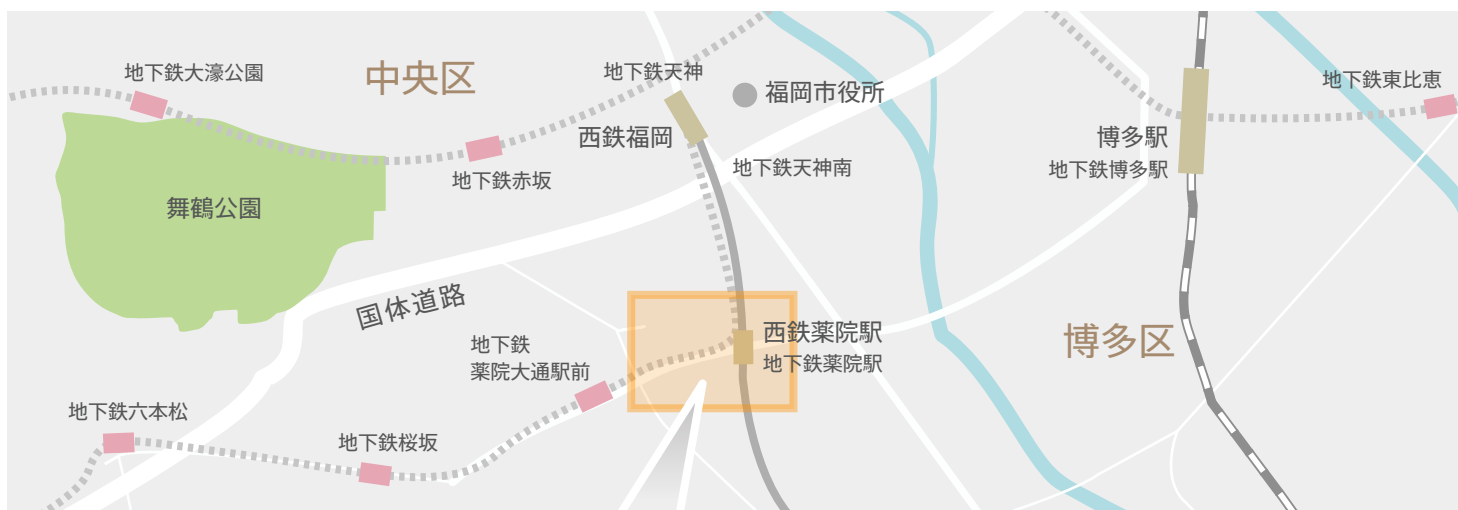 地下鉄大濠公園
中央区
地下鉄天神
福岡市役所
地下鉄東比恵
西鉄福岡
博多駅
地下鉄博多駅
地下鉄天神南
地下鉄赤坂
舞鶴公園
国体道路
西鉄薬院駅
地下鉄薬院駅
博多区
地下鉄
薬院大通駅前
地下鉄六本松
地下鉄桜坂